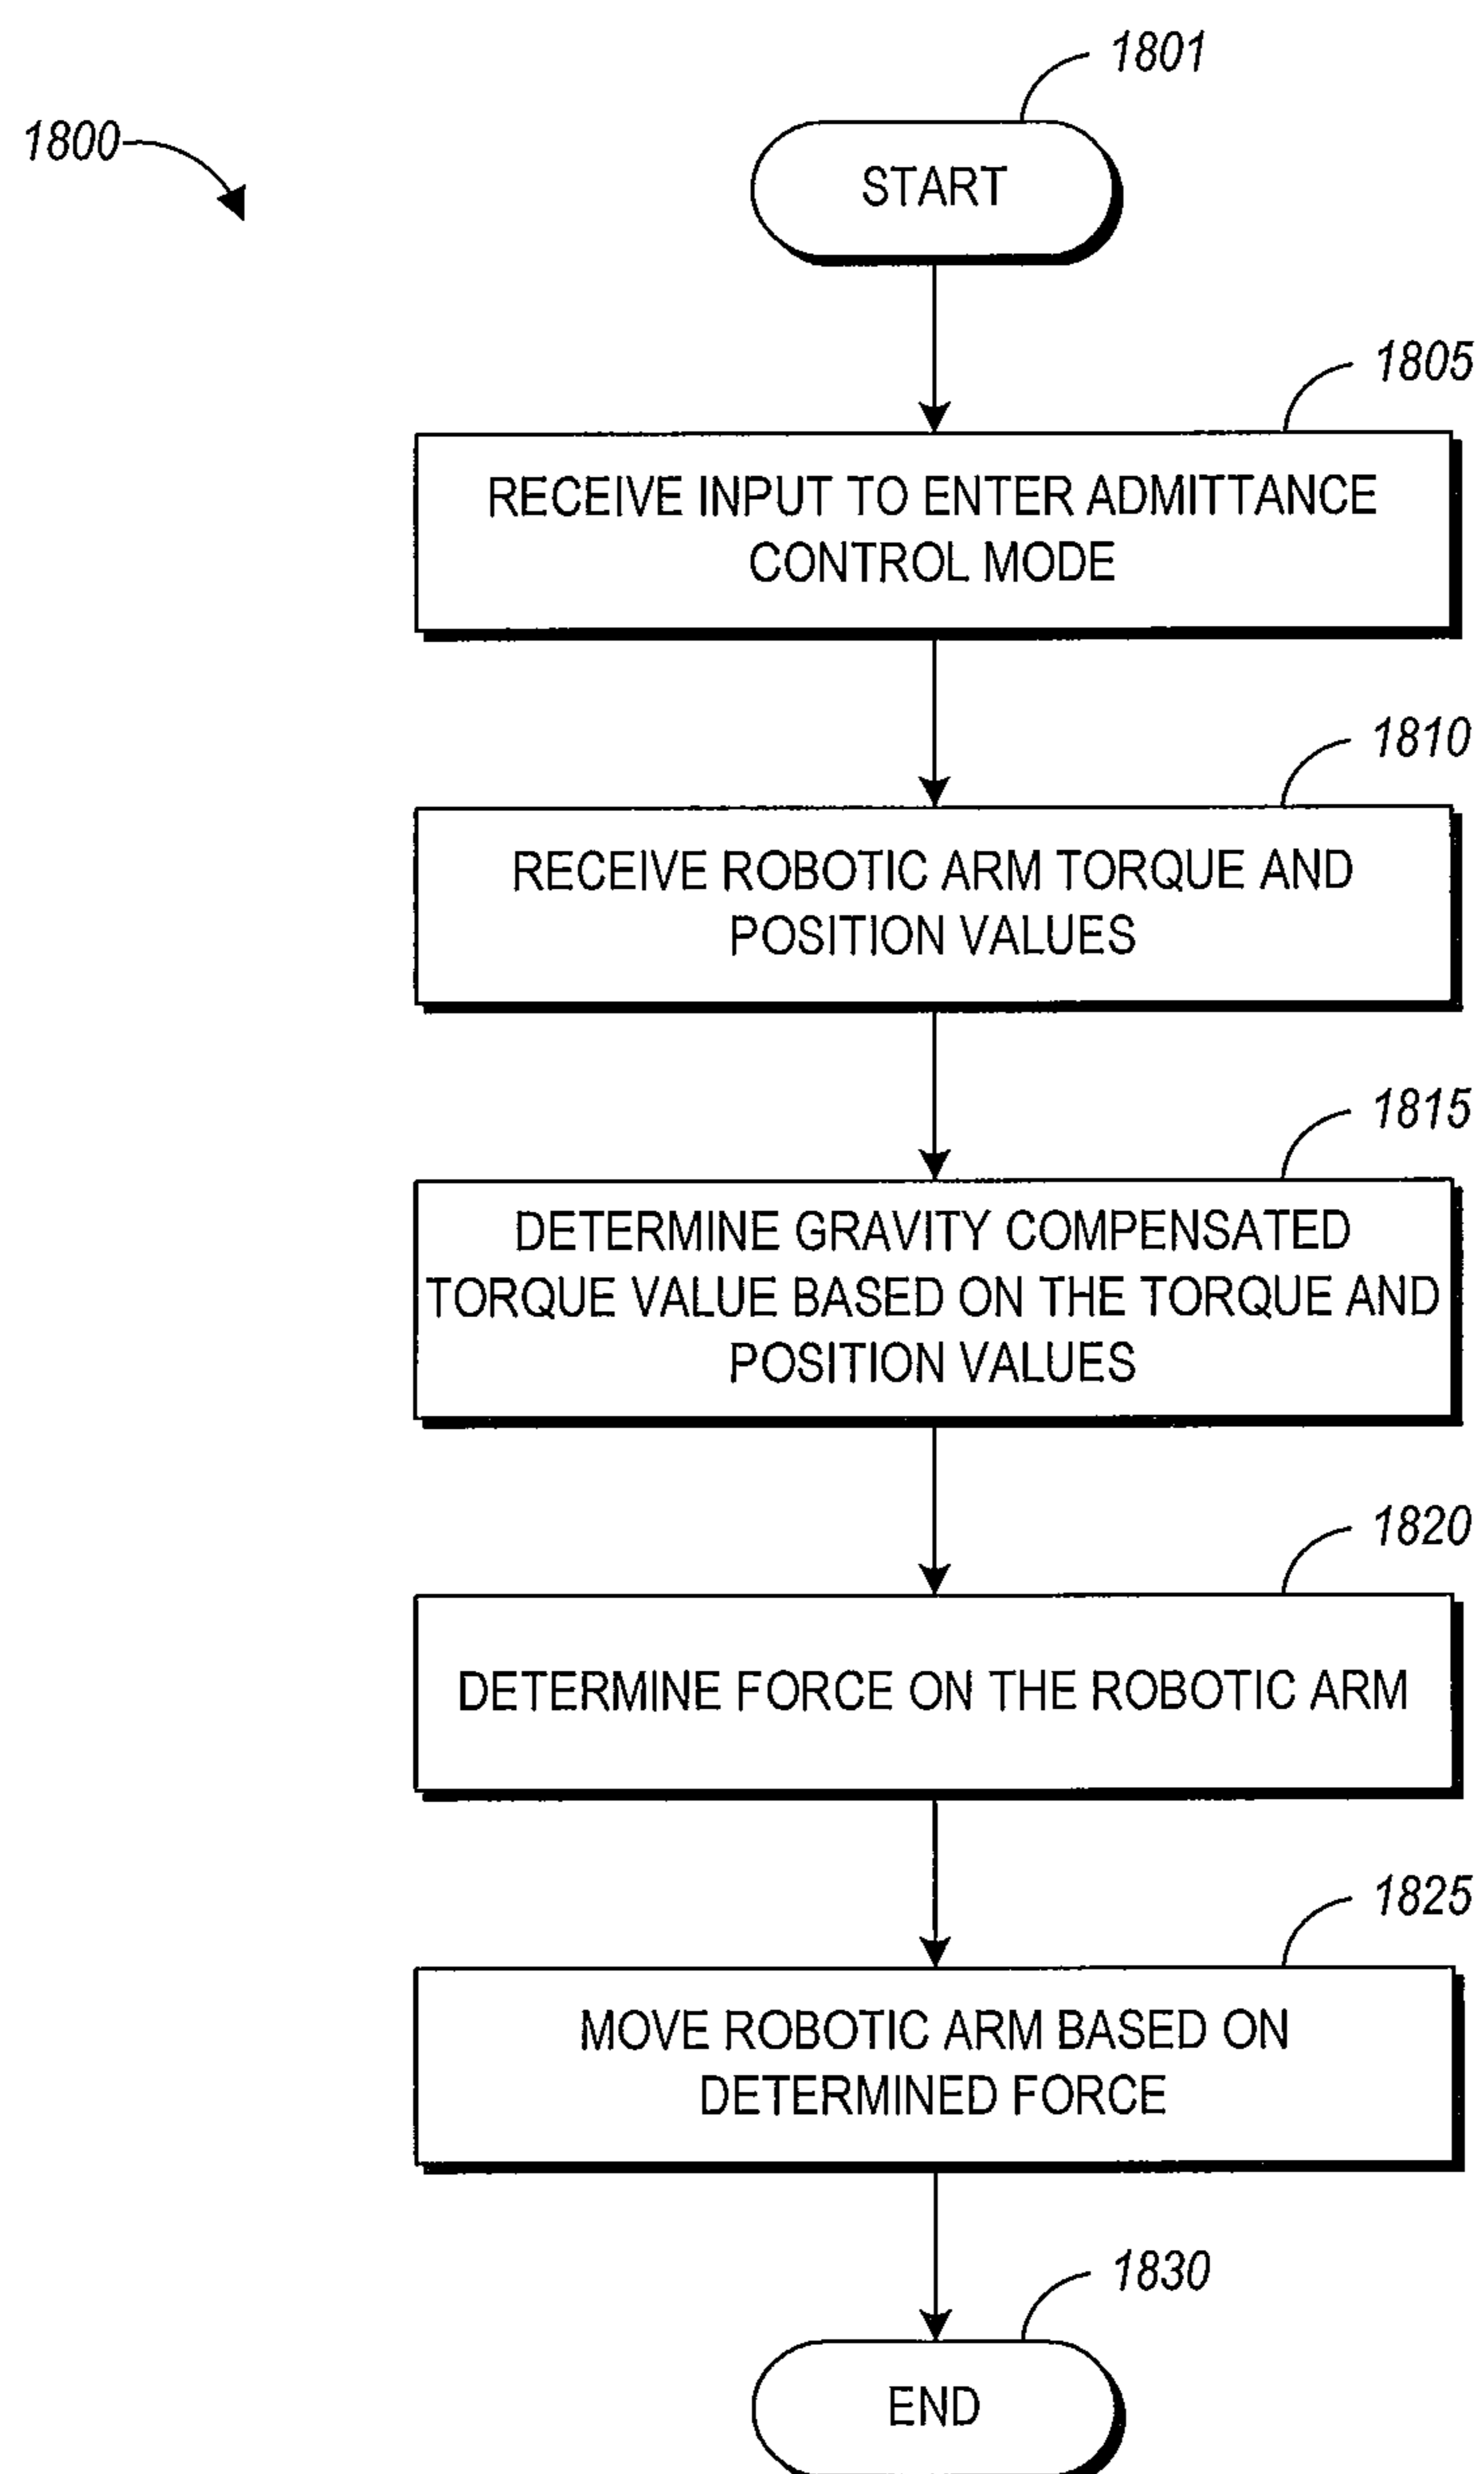 1801
1800
START
1805
RECEIVE INPUT TO ENTER ADMITTANCE
CONTROL MODE
1810
RECEIVE ROBOTIC ARM TORQUE AND
POSITION VALUES
1815
DETERMINE GRAVITY COMPENSATED
TORQUE VALUE BASED ON THE TORQUE AND
POSITION VALUES
1820
DETERMINE FORCE ON THE ROBOTIC ARM
1825
MOVE ROBOTIC ARM BASED ON
DETERMINED FORCE
1830
END